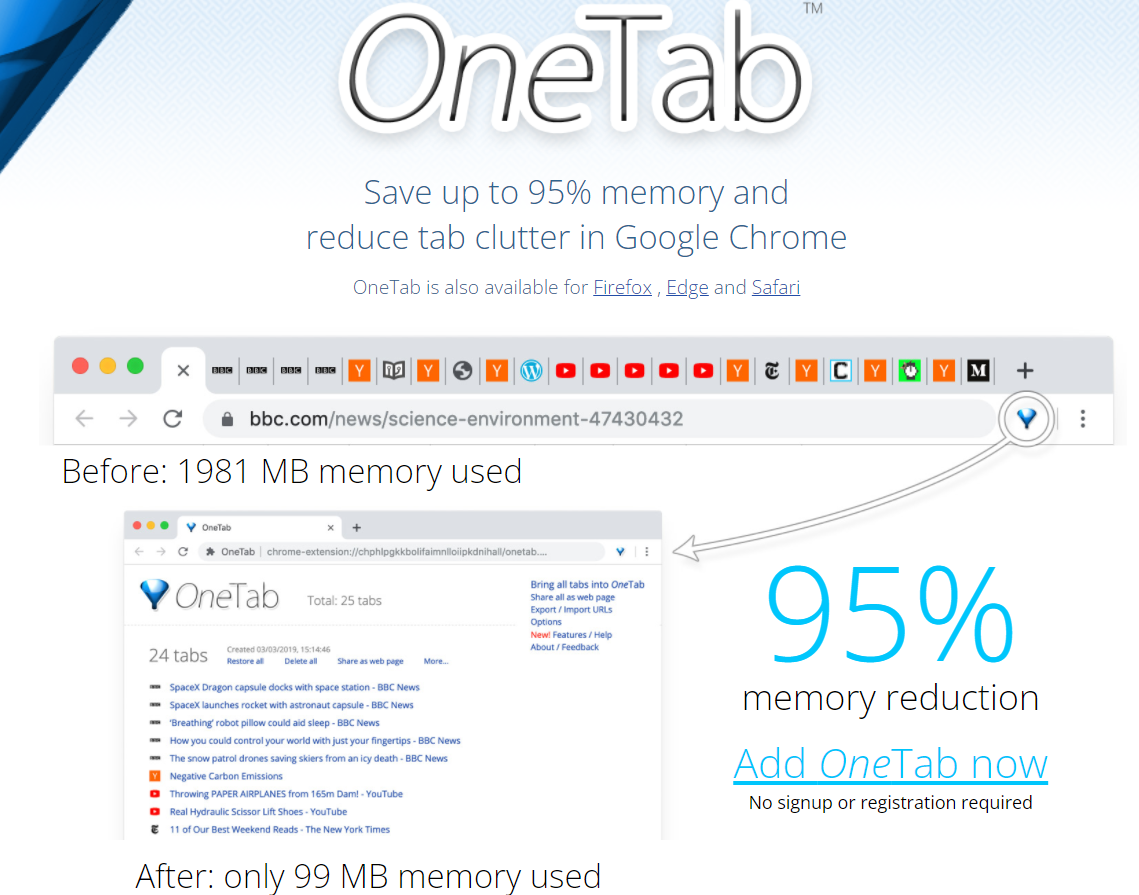 OneTab™
Save up to 95% memory and
reduce tab clutter in Google Chrome
OneTab is also available for Firefox , Edge and Safari
BBC BBC BBC BBC Y Y Y Y Y C Y Y M
bbc.com/news/science-environment-47430432
Before: 1981 MB memory used
OneTab
OneTab | chrome-extension://chphlpgkkbolifaimnlloiipkdnihall/onetab....
OneTab Total: 25 tabs
Bring all tabs into OneTab
Share all as web page
Export / Import URLs
Options
New! Features / Help
About / Feedback
24 tabs
Created 03/03/2019, 15:14:46
Restore all Delete all Share as web page More...
SpaceX Dragon capsule docks with space station - BBC News
SpaceX launches rocket with astronaut capsule - BBC News
‘Breathing’ robot pillow could aid sleep - BBC News
How you could control your world with just your fingertips - BBC News
The snow patrol drones saving skiers from an icy death - BBC News
Y Negative Carbon Emissions
Throwing PAPER AIRPLANES from 165m Dam! - YouTube
Real Hydraulic Scissor Lift Shoes - YouTube
11 of Our Best Weekend Reads - The New York Times
95%
memory reduction
Add OneTab now
No signup or registration required
After: only 99 MB memory used